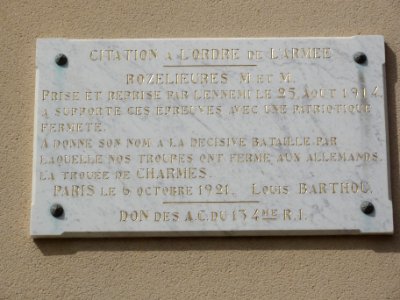 CITATION A L'ORDRE DE L'ARMEE
ROZELIEURES M ET M.
PRISE ET REPRISE PAR L'ENNEMI LE 25 AOUT 1914
A SUPPORTE CES EPREUVES AVEC UNE PATRIOTIQUE
FERMETE.
A DONNE SON NOM A LA DECISIVE BATAILLE PAR
LAQUELLE NOS TROUPES ONT FERME AUX ALLEMANDS
LA TROUEE DE CHARMES.
PARIS LE 6 OCTOBRE 1921. LOUIS BARTHOU.
DON DES A.C. DU 134EME R.I.